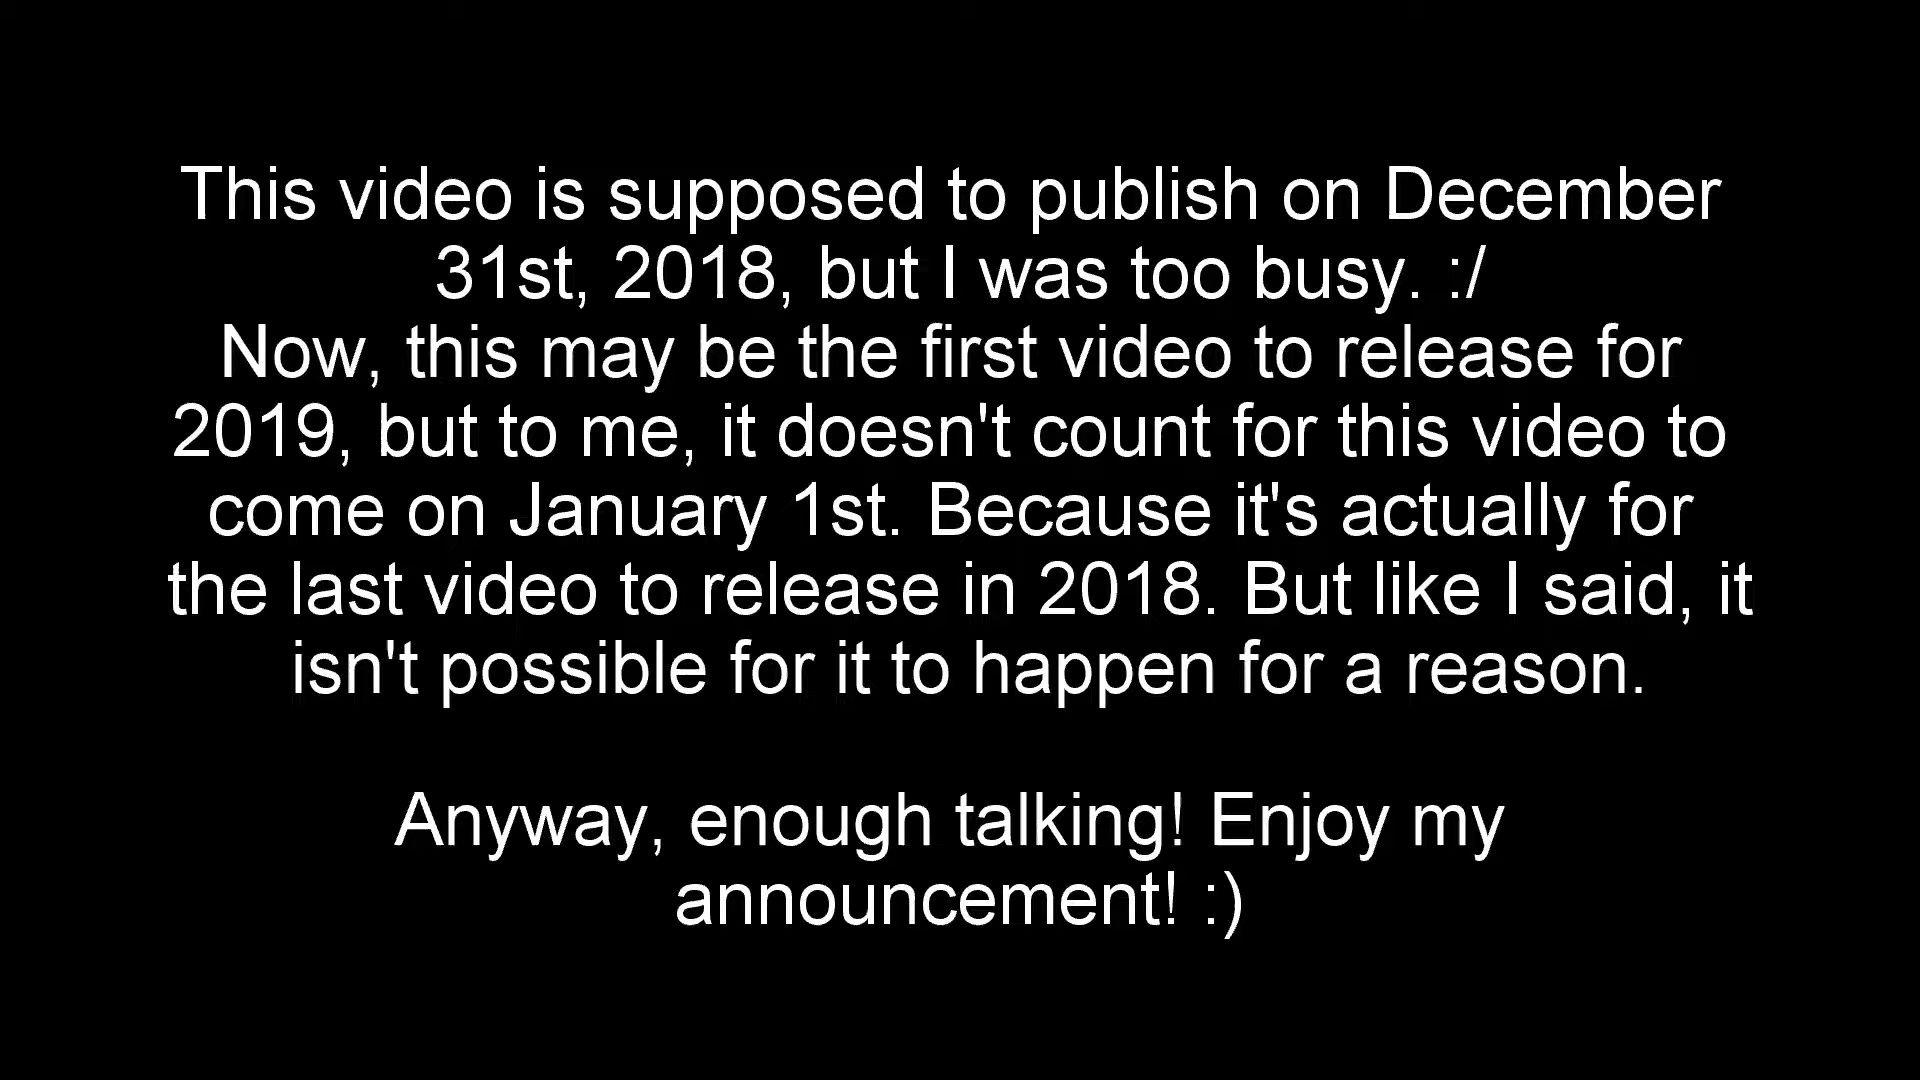 This video is supposed to publish on December
31st, 2018, but I was too busy. :/
Now, this may be the first video to release for
2019, but to me, it doesn't count for this video to
come on January 1st. Because it's actually for
the last video to release in 2018. But like I said, it
isn't possible for it to happen for a reason.
Anyway, enough talking! Enjoy my
announcement! :)